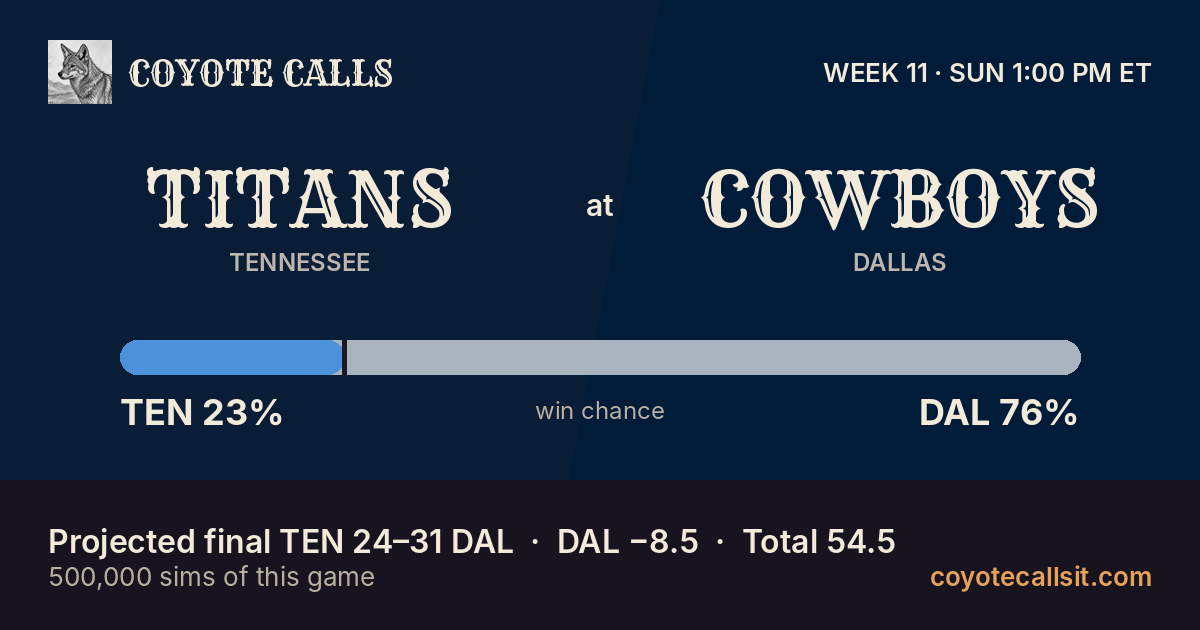 COYOTE CALLS
WEEK 11 · SUN 1:00 PM ET
TITANS at COWBOYS
TENNESSEE DALLAS
TEN 23% win chance DAL 76%
Projected final TEN 24–31 DAL · DAL −8.5 · Total 54.5
500,000 sims of this game
coyotecallsit.com